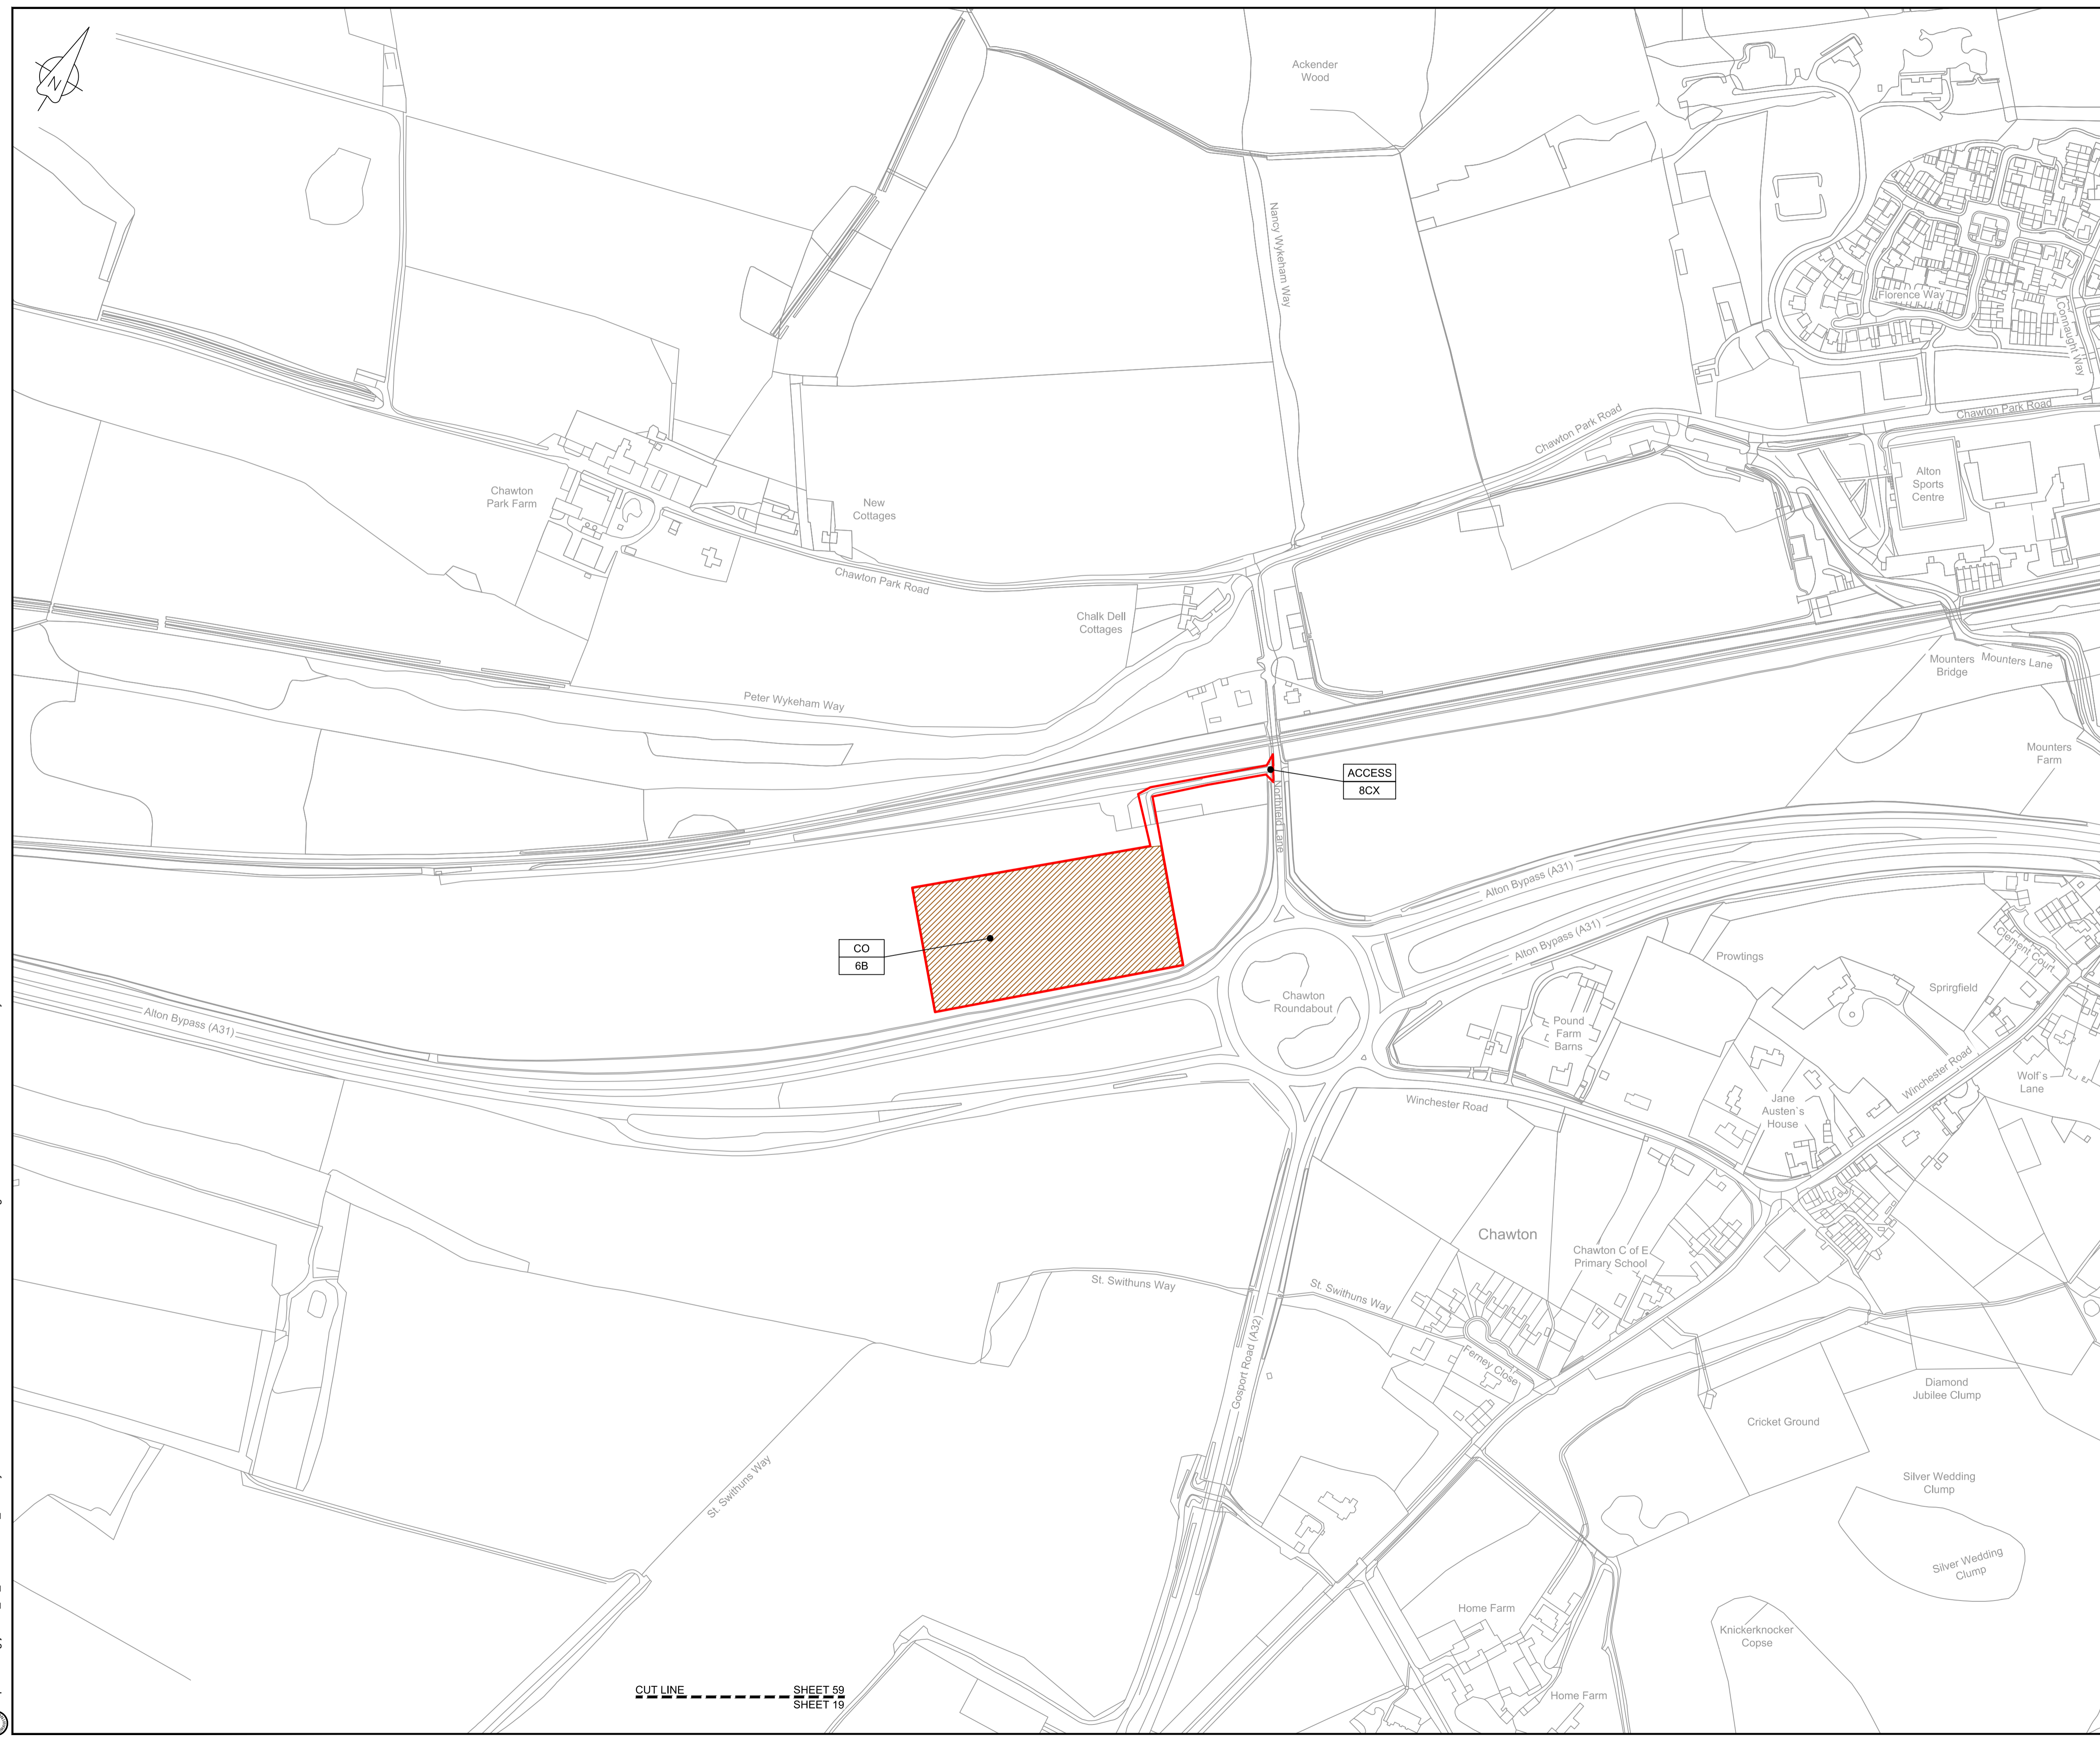 N
Ackender
Wood
Nancy Wykeham Way
Florence Way
Connaught Way
Chawton Park Road
Chawton Park Road
Alton
Sports
Centre
Chawton
Park Farm
New
Cottages
Chawton Park Road
Chalk Dell
Cottages
Mounters
Bridge
Mounters Lane
Peter Wykeham Way
Mounters
Farm
ACCESS
8CX
Northfield Lane
Alton Bypass (A31)
Alton Bypass (A31)
CO
6B
Clement Court
Prowtings
Sprirgfield
Chawton
Roundabout
Alton Bypass (A31)
Pound
Farm
Barns
Winchester Road
Wolf`s
Lane
Winchester Road
Jane
Austen`s
House
Chawton
Chawton C of E
Primary School
St. Swithuns Way
St. Swithuns Way
Gosport Road (A32)
Ferney Close
Diamond
Jubilee Clump
Cricket Ground
St. Swithuns Way
Silver Wedding
Clump
Silver Wedding
Clump
Home Farm
Knickerknocker
Copse
CUT LINE
SHEET 59
SHEET 19
Home Farm